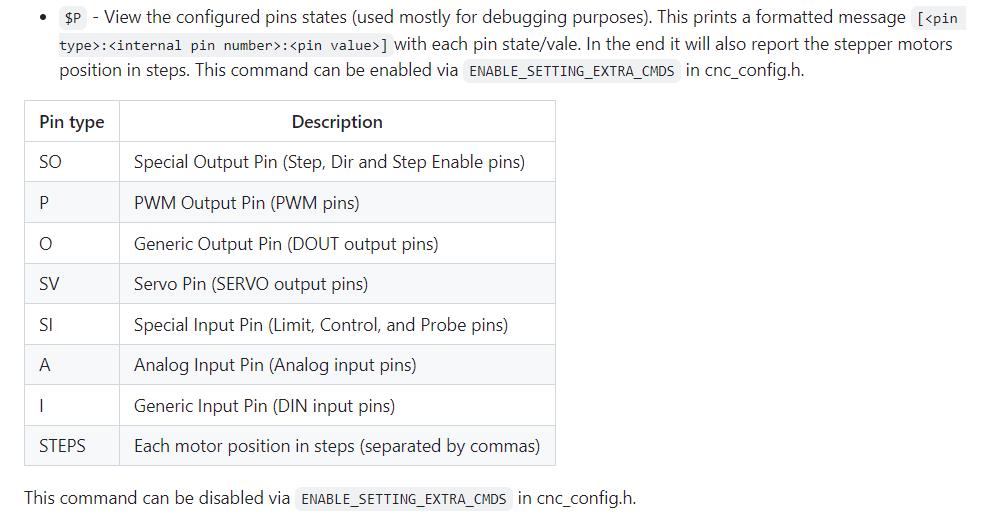 • $P - View the configured pins states (used mostly for debugging purposes). This prints a formatted message [<pin
type>:<internal pin number>:<pin value>] with each pin state/vale. In the end it will also report the stepper motors
position in steps. This command can be enabled via ENABLE_SETTING_EXTRA_CMDS in cnc_config.h.
Pin type Description
SO Special Output Pin (Step, Dir and Step Enable pins)
P PWM Output Pin (PWM pins)
O Generic Output Pin (DOUT output pins)
SV Servo Pin (SERVO output pins)
SI Special Input Pin (Limit, Control, and Probe pins)
A Analog Input Pin (Analog input pins)
I Generic Input Pin (DIN input pins)
STEPS Each motor position in steps (separated by commas)
This command can be disabled via ENABLE_SETTING_EXTRA_CMDS in cnc_config.h.